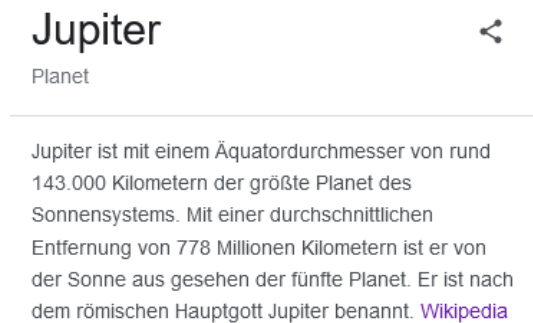 Jupiter
Planet
Jupiter ist mit einem Äquatordurchmesser von rund
143.000 Kilometern der größte Planet des
Sonnensystems. Mit einer durchschnittlichen
Entfernung von 778 Millionen Kilometern ist er von
der Sonne aus gesehen der fünfte Planet. Er ist nach
dem römischen Hauptgott Jupiter benannt. Wikipedia